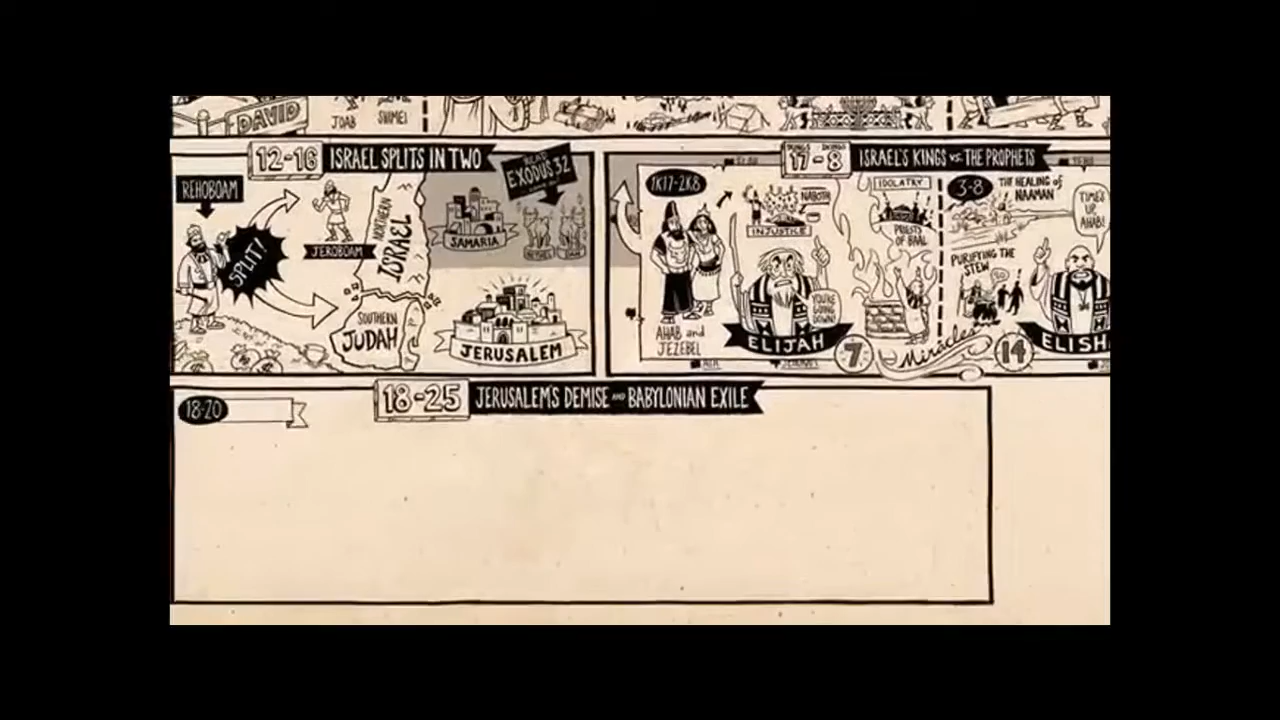 DAVID
JOAB
SHIMEI
12-16
ISRAEL SPLITS IN TWO
REHOBOAM
SPLIT!
JEROBOAM
NORTHERN
ISRAEL
SOUTHERN
JUDAH
READ
EXODUS 32
SAMARIA
BETHEL
DAN
JERUSALEM
17-8
ISRAEL'S KINGS vs. THE PROPHETS
1K17-2K8
AHAB and
JEZEBEL
NABOTH
INJUSTICE
YOU'RE
GOING
DOWN!
ELIJAH
7
IDOLATRY
PRIESTS
OF BAAL
Miracles
3-8
THE HEALING of
NAAMAN
PURIFYING THE
STEW
TIME'S
UP
AHAB!
14
ELISH
18-25
JERUSALEM'S DEMISE AND BABYLONIAN EXILE
18-20